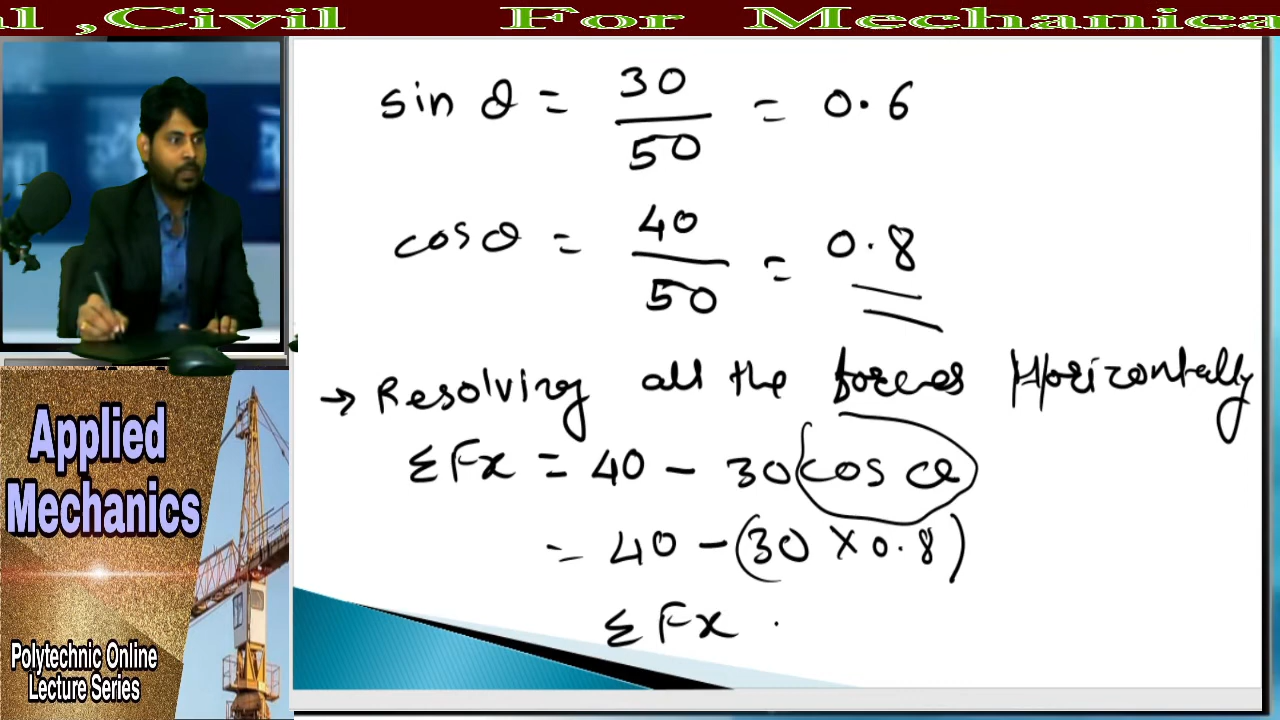 al ,Civil For Mechanica
sin θ = 30/50 = 0.6
cos θ = 40/50 = 0.8
→ Resolving all the forces Horizontally
ΣFx = 40 - 30 cos θ
= 40 - (30 × 0.8)
ΣFx
Applied
Mechanics
Polytechnic Online
Lecture Series